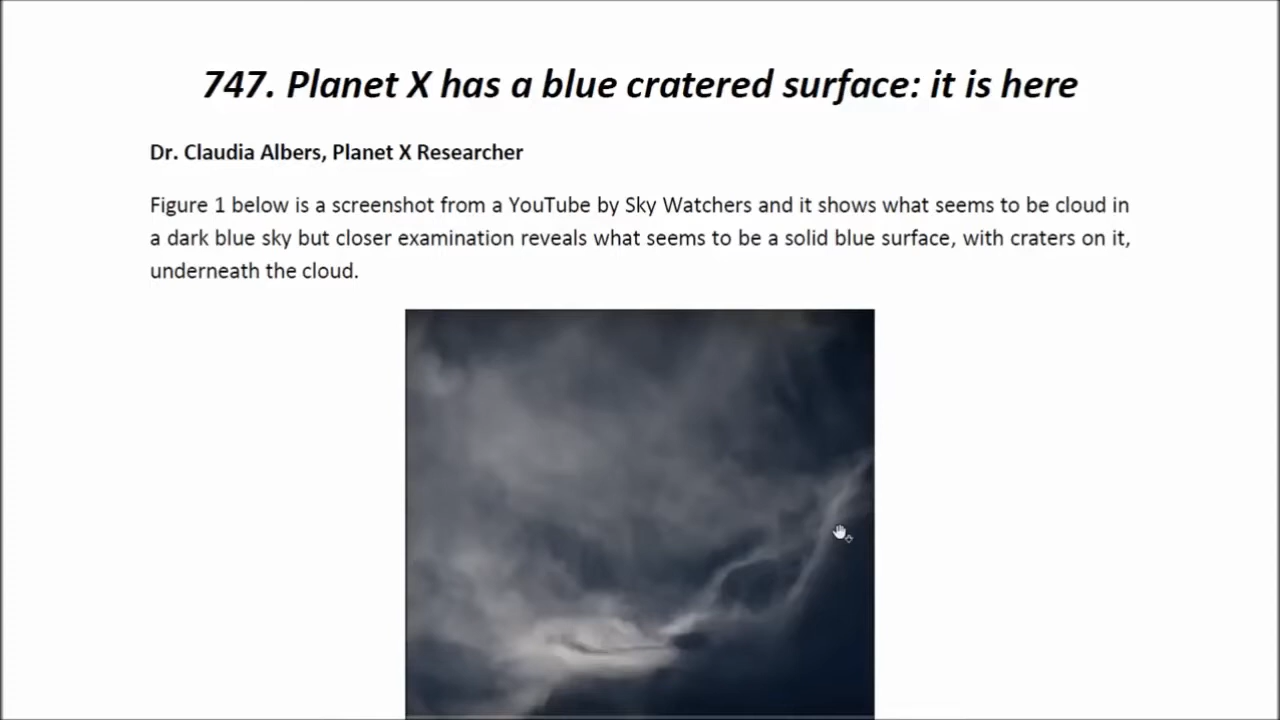 747. Planet X has a blue cratered surface: it is here
Dr. Claudia Albers, Planet X Researcher
Figure 1 below is a screenshot from a YouTube by Sky Watchers and it shows what seems to be cloud in
a dark blue sky but closer examination reveals what seems to be a solid blue surface, with craters on it,
underneath the cloud.